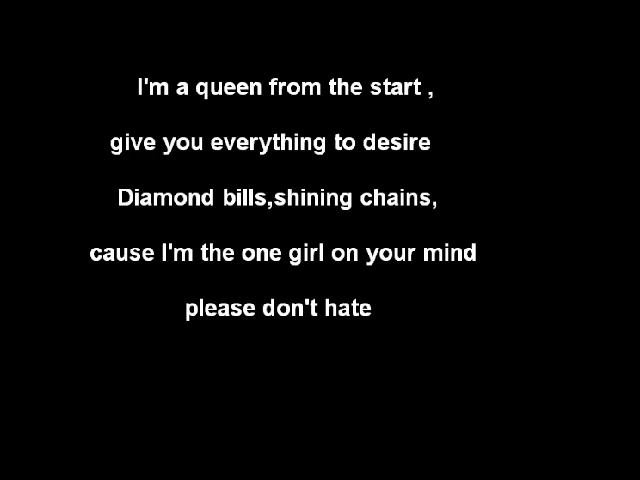 I'm a queen from the start ,
give you everything to desire
Diamond bills,shining chains,
cause I'm the one girl on your mind
please don't hate